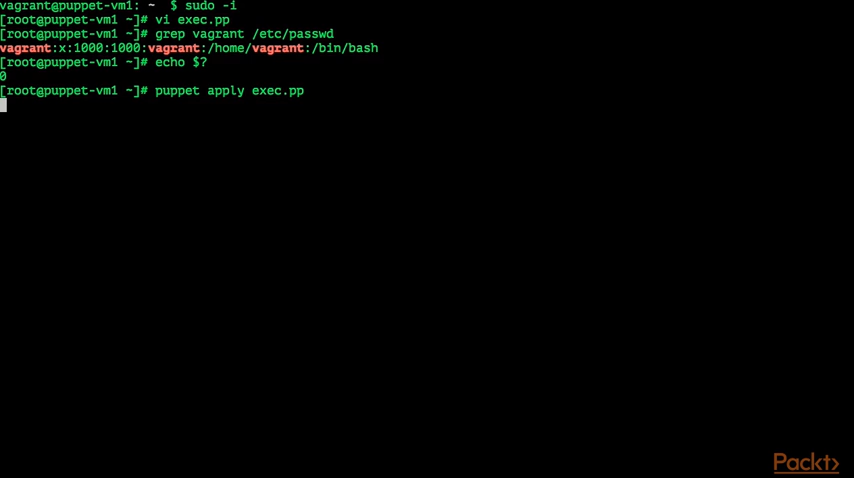 vagrant@puppet-vm1: ~  $ sudo -i
[root@puppet-vm1 ~]# vi exec.pp
[root@puppet-vm1 ~]# grep vagrant /etc/passwd
vagrant:x:1000:1000:vagrant:/home/vagrant:/bin/bash
[root@puppet-vm1 ~]# echo $?
0
[root@puppet-vm1 ~]# puppet apply exec.pp
Packt>